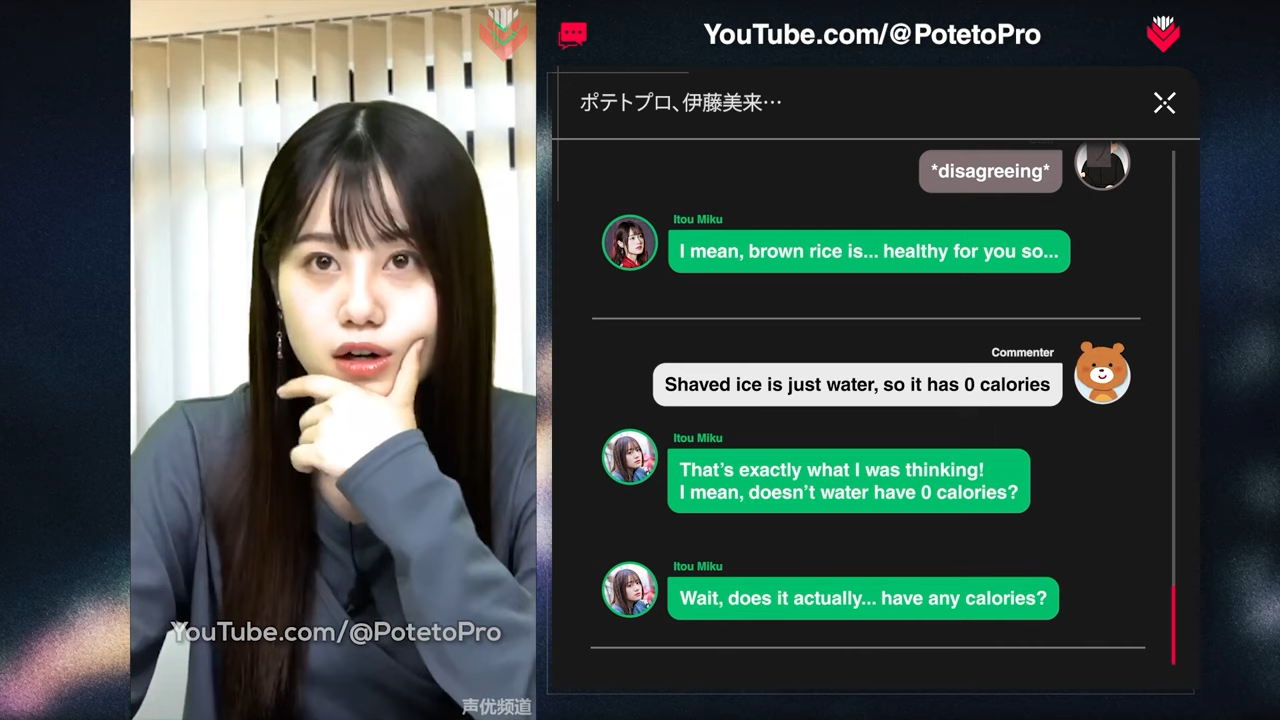 YouTube.com/@PotetoPro
ポテトプロ、伊藤美来…
*disagreeing*
Itou Miku
I mean, brown rice is... healthy for you so...
Commenter
Shaved ice is just water, so it has 0 calories
Itou Miku
That's exactly what I was thinking!
I mean, doesn't water have 0 calories?
Itou Miku
Wait, does it actually... have any calories?
YouTube.com/@PotetoPro
声优频道